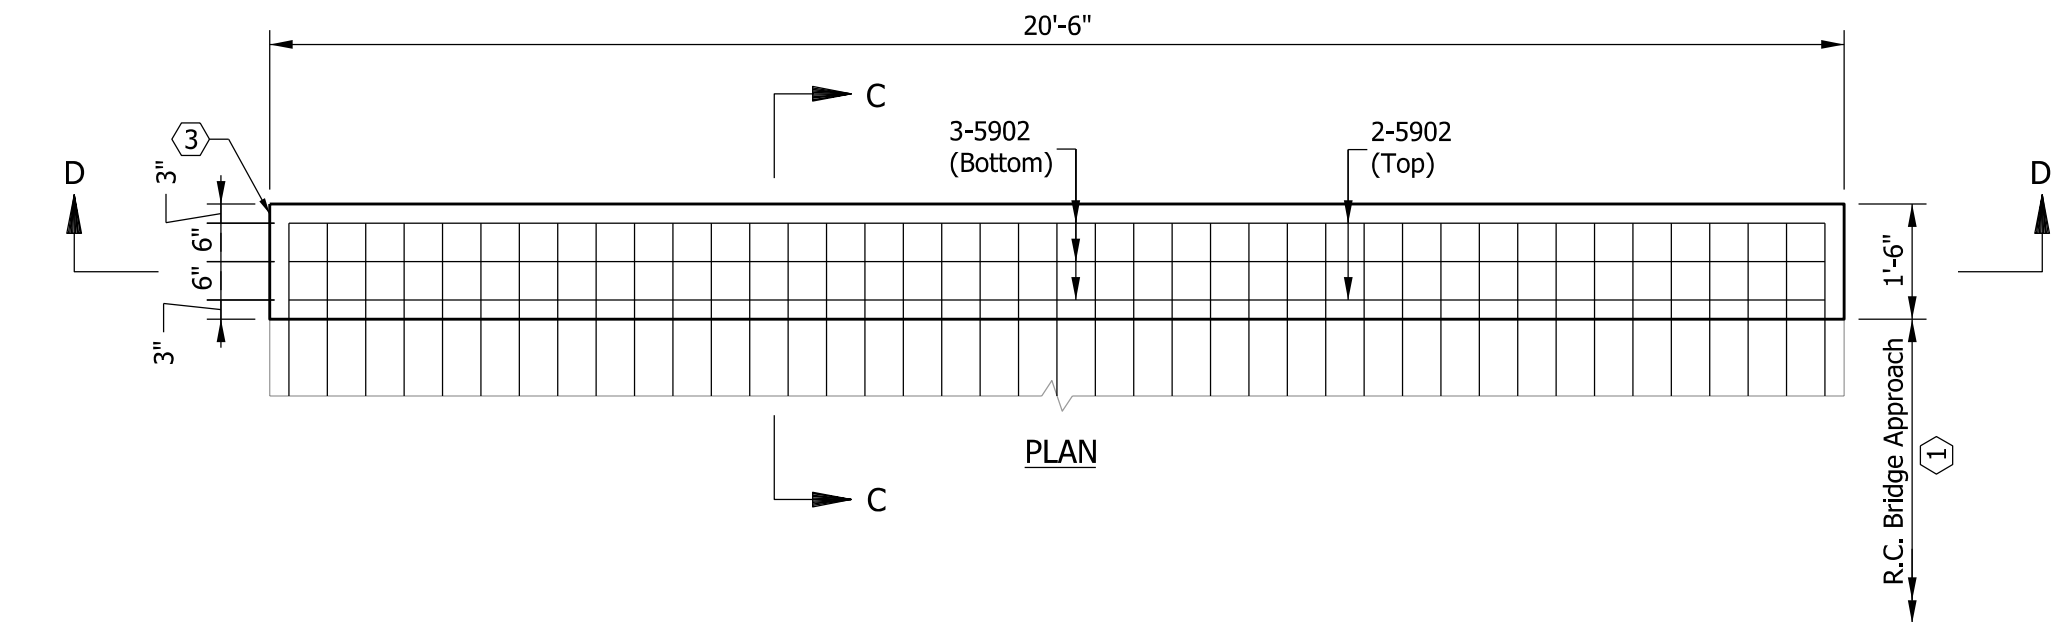 20'-6"
C
3-5902
(Bottom)
2-5902
(Top)
3
D
3"
D
6"
6"
1'-6"
3"
R.C. Bridge Approach
1
PLAN
C